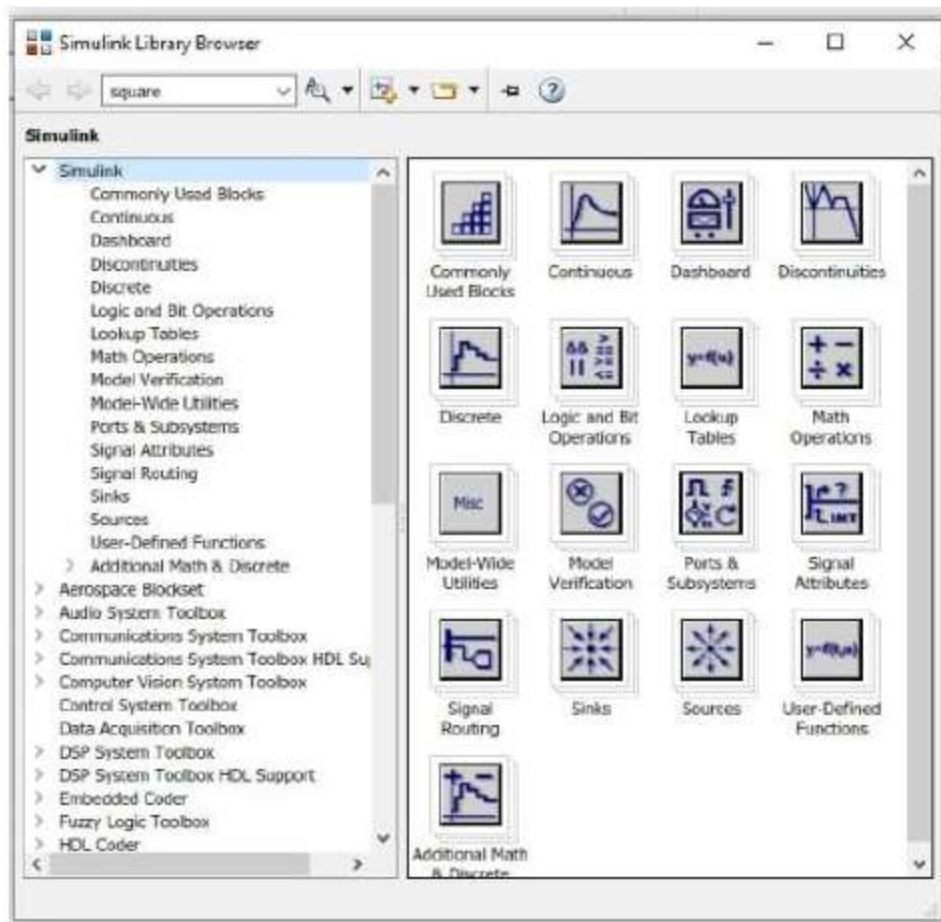 Simulink Library Browser
square
Simulink
Simulink
Commonly Used Blocks
Continuous
Dashboard
Discontinuities
Discrete
Logic and Bit Operations
Lookup Tables
Math Operations
Model Verification
Model-Wide Utilities
Ports & Subsystems
Signal Attributes
Signal Routing
Sinks
Sources
User-Defined Functions
Additional Math & Discrete
Aerospace Blockset
Audio System Toolbox
Communications System Toolbox
Communications System Toolbox HDL Su
Computer Vision System Toolbox
Control System Toolbox
Data Acquisition Toolbox
DSP System Toolbox
DSP System Toolbox HDL Support
Embedded Coder
Fuzzy Logic Toolbox
HDL Coder
Commonly
Used Blocks
Continuous
Dashboard
Discontinuities
Discrete
Logic and Bit
Operations
y=f(u)
Lookup
Tables
+ −
÷ ×
Math
Operations
Misc
Model-Wide
Utilities
Model
Verification
Ports &
Subsystems
Signal
Attributes
Signal
Routing
Sinks
Sources
y=f(t,u)
User-Defined
Functions
Additional Math
& Discrete